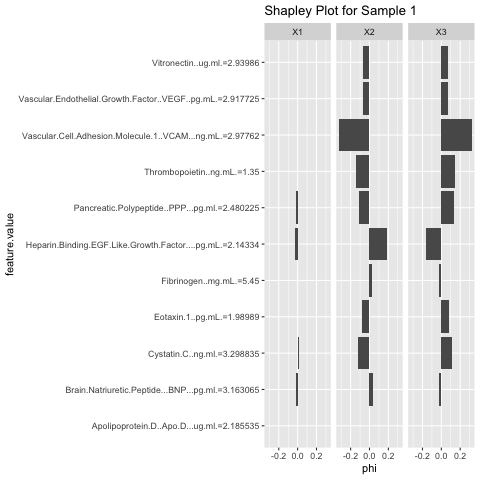 Shapley Plot for Sample 1
X1 X2 X3
Vitronectin..ug.ml.=2.93986
Vascular.Endothelial.Growth.Factor..VEGF..pg.mL.=2.917725
Vascular.Cell.Adhesion.Molecule.1..VCAM...ng.mL.=2.97762
Thrombopoietin..ng.mL.=1.35
Pancreatic.Polypeptide..PPP...pg.ml.=2.480225
Heparin.Binding.EGF.Like.Growth.Factor....pg.mL.=2.14334
Fibrinogen..mg.mL.=5.45
Eotaxin.1..pg.mL.=1.98989
Cystatin.C..ng.ml.=3.298835
Brain.Natriuretic.Peptide...BNP...pg.ml.=3.163065
Apolipoprotein.D..Apo.D...ug.ml.=2.185535
feature.value
-0.2 0.0 0.2 -0.2 0.0 0.2 -0.2 0.0 0.2
phi